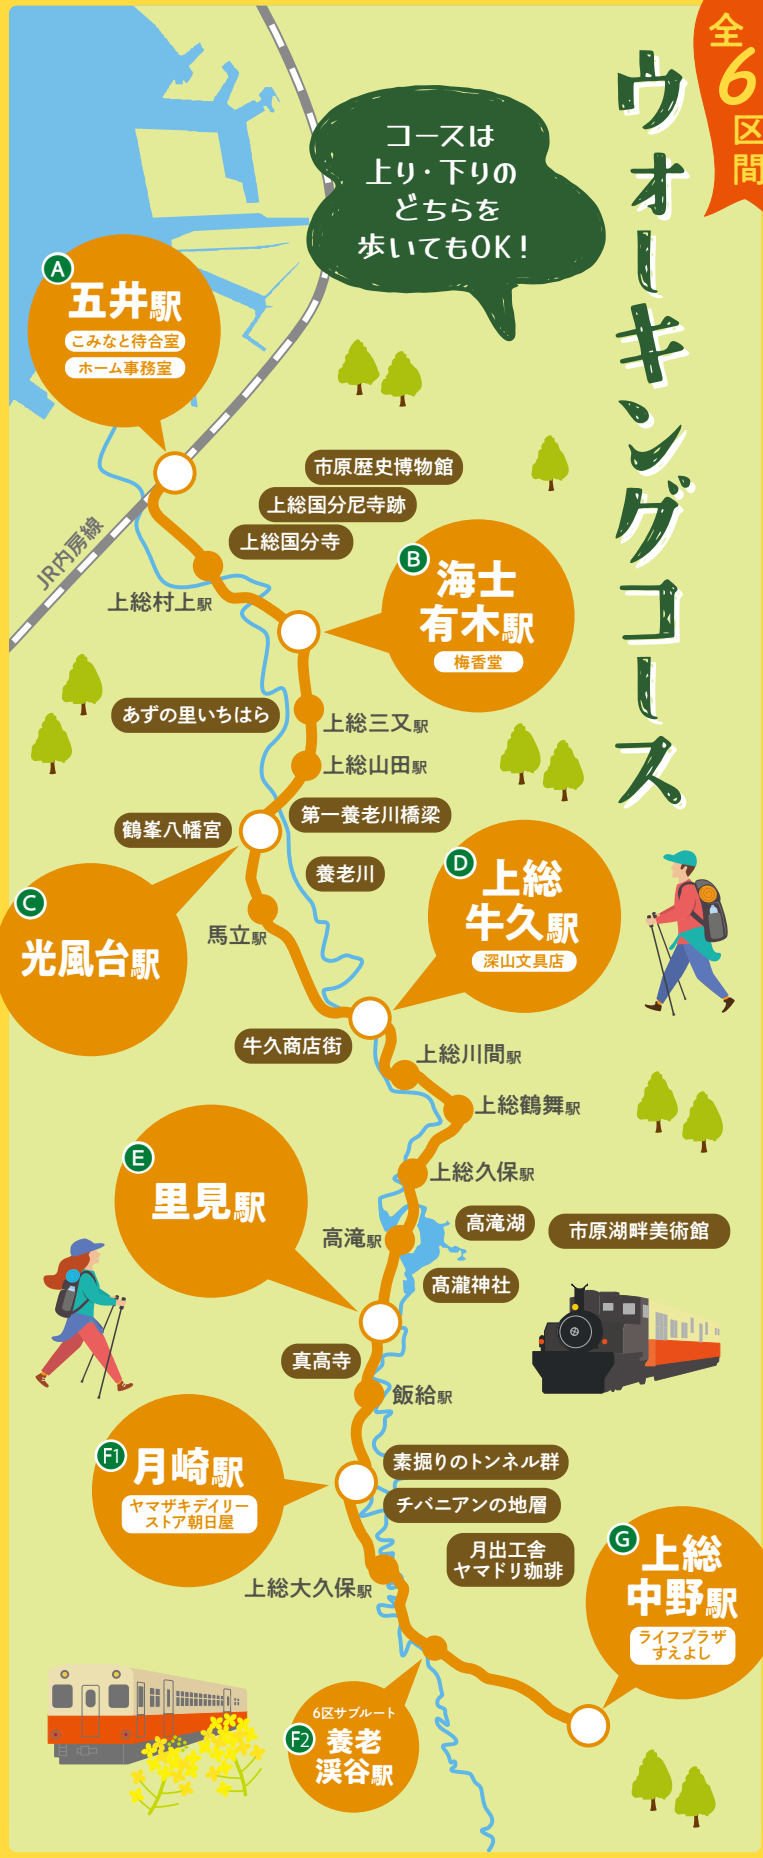 全
6
区
間
ウォーキングコース
コースは
上り・下りの
どちらを
歩いてもOK!
A
五井駅
こみなと待合室
ホーム事務室
JR内房線
市原歴史博物館
上総国分尼寺跡
上総国分寺
上総村上駅
B
海士
有木駅
梅香堂
あずの里いちはら
上総三又駅
上総山田駅
第一養老川橋梁
鶴峯八幡宮
養老川
C
光風台駅
馬立駅
D
上総
牛久駅
深山文具店
牛久商店街
上総川間駅
上総鶴舞駅
上総久保駅
E
里見駅
高滝駅
高滝湖
市原湖畔美術館
髙瀧神社
真高寺
飯給駅
F1
月崎駅
ヤマザキデイリー
ストア朝日屋
素掘りのトンネル群
チバニアンの地層
月出工舎
ヤマドリ珈琲
上総大久保駅
G
上総
中野駅
ライフプラザ
すえよし
6区サブルート
F2
養老
渓谷駅